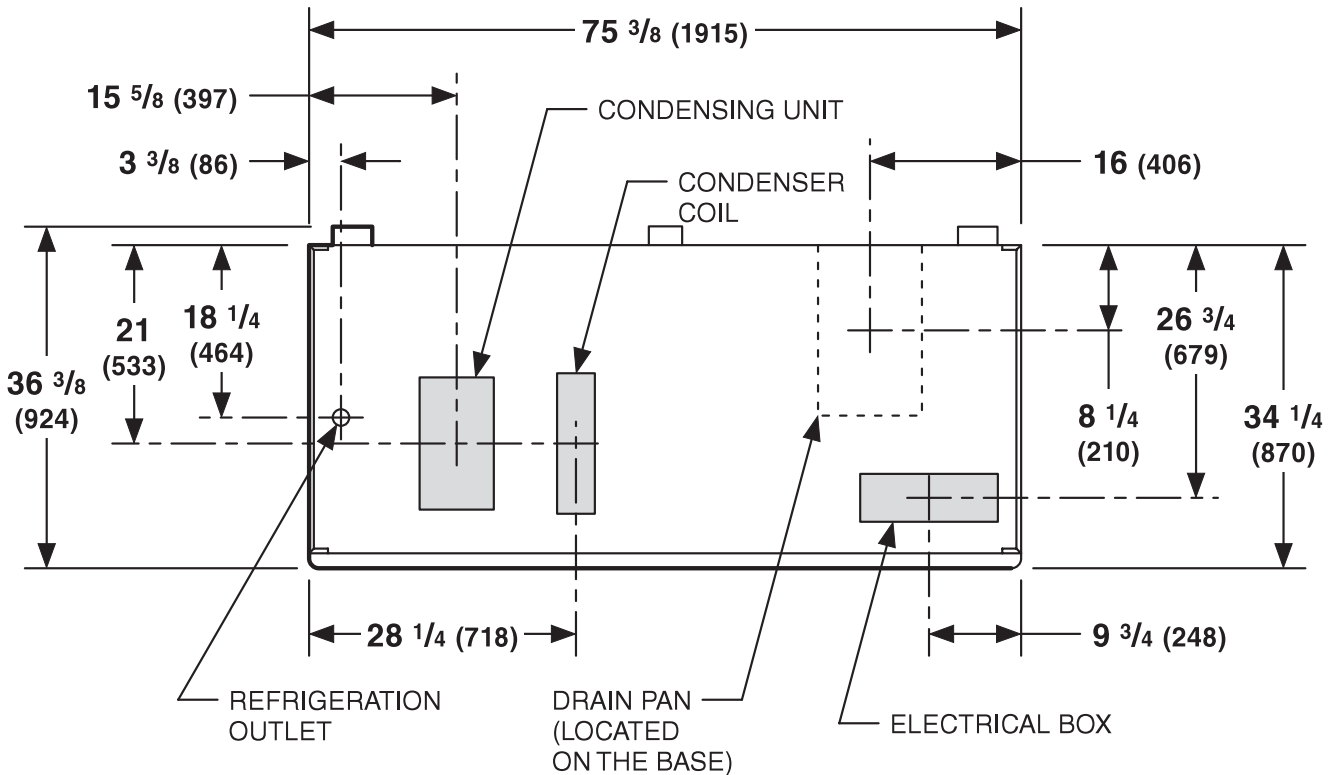 75 3/8 (1915)
15 5/8 (397)
CONDENSING UNIT
3 3/8 (86)
16 (406)
CONDENSER
COIL
21
(533)
18 1/4
(464)
26 3/4
(679)
36 3/8
(924)
8 1/4
(210)
34 1/4
(870)
28 1/4 (718)
9 3/4 (248)
REFRIGERATION
OUTLET
DRAIN PAN
(LOCATED
ON THE BASE)
ELECTRICAL BOX